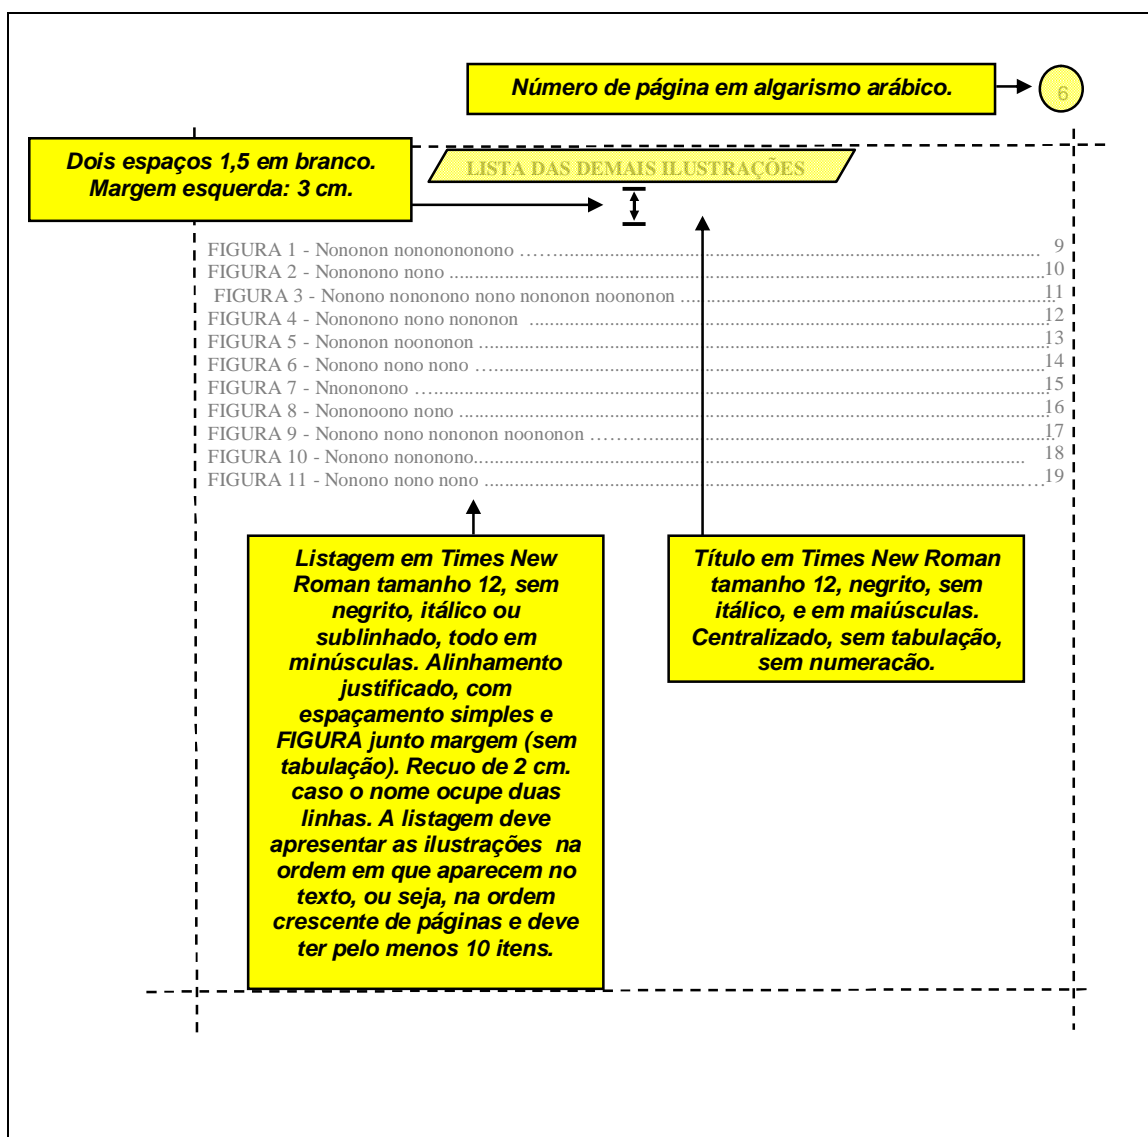 Número de página em algarismo arábico.
6
Dois espaços 1,5 em branco.
Margem esquerda: 3 cm.
LISTA DAS DEMAIS ILUSTRAÇÕES
FIGURA 1 - Nononon nononononono ……............................................................................................ 9
FIGURA 2 - Nononono nono ......................................................................................................................10
FIGURA 3 - Nonono nononono nono nononon noononon .........................................................................11
FIGURA 4 - Nononono nono nononon .......................................................................................................12
FIGURA 5 - Nononon noononon .................................................................................................................13
FIGURA 6 - Nonono nono nono ….............................................................................................................14
FIGURA 7 - Nnononono ….........................................................................................................................15
FIGURA 8 - Nononoono nono ....................................................................................................................16
FIGURA 9 - Nonono nono nononon noononon ………..............................................................................17
FIGURA 10 - Nonono nononono............................................................................................................. 18
FIGURA 11 - Nonono nono nono .........................................................................................................….19
Listagem em Times New
Roman tamanho 12, sem
negrito, itálico ou
sublinhado, todo em
minúsculas. Alinhamento
justificado, com
espaçamento simples e
FIGURA junto margem (sem
tabulação). Recuo de 2 cm.
caso o nome ocupe duas
linhas. A listagem deve
apresentar as ilustrações na
ordem em que aparecem no
texto, ou seja, na ordem
crescente de páginas e deve
ter pelo menos 10 itens.
Título em Times New Roman
tamanho 12, negrito, sem
itálico, e em maiúsculas.
Centralizado, sem tabulação,
sem numeração.